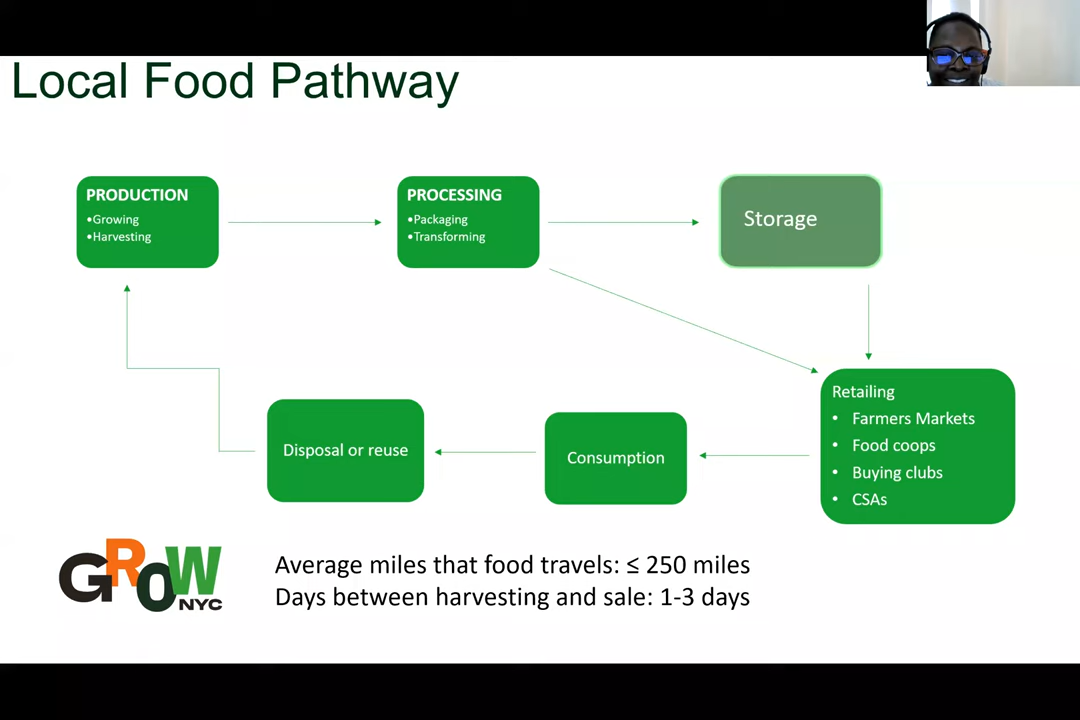 Local Food Pathway
PRODUCTION
•Growing
•Harvesting
PROCESSING
•Packaging
•Transforming
Storage
Retailing
• Farmers Markets
• Food coops
• Buying clubs
• CSAs
Consumption
Disposal or reuse
GROW
NYC
Average miles that food travels: ≤ 250 miles
Days between harvesting and sale: 1-3 days